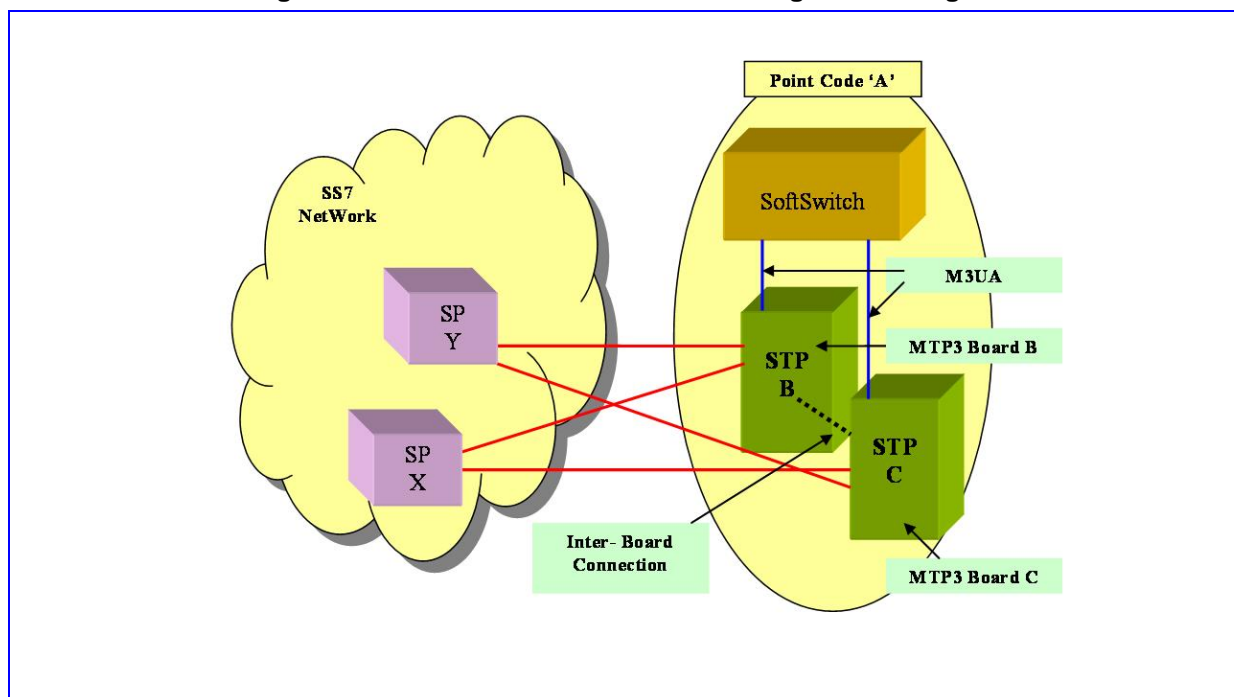 Point Code ‘A’
SS7
NetWork
SoftSwitch
M3UA
SP
Y
STP
B
MTP3 Board B
SP
X
STP
C
Inter- Board
Connection
MTP3 Board C